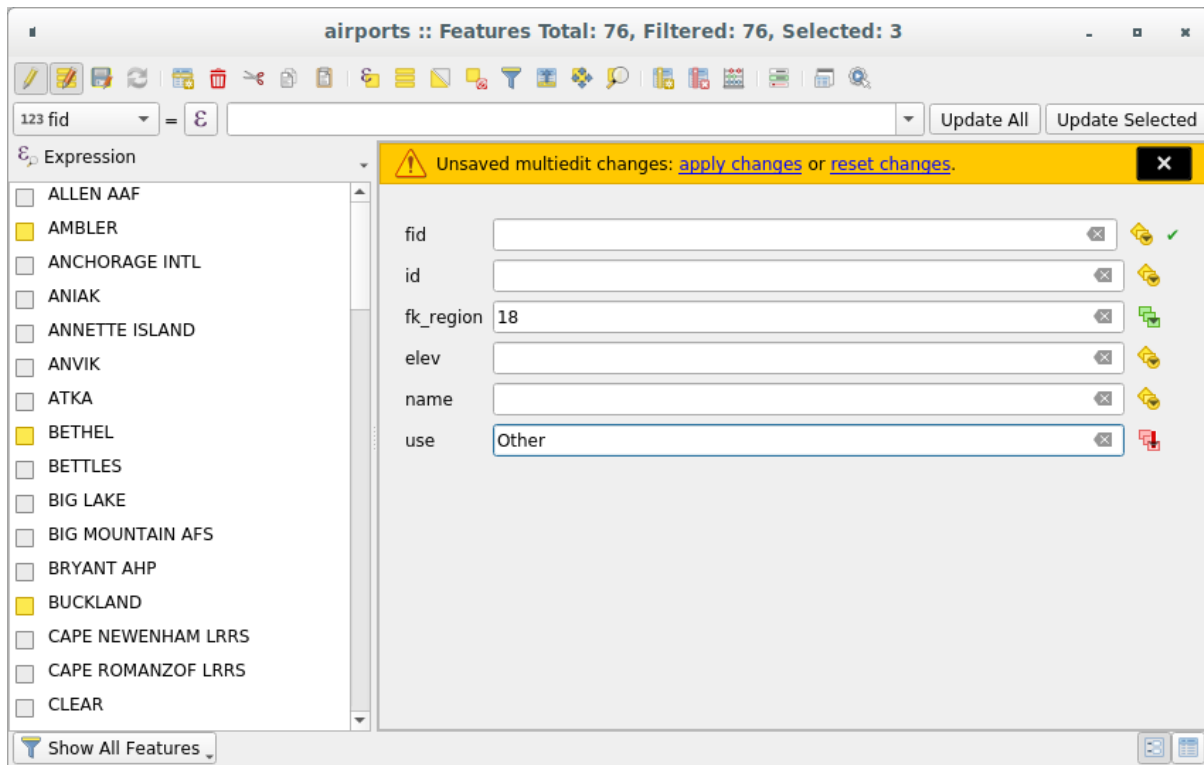 airports :: Features Total: 76, Filtered: 76, Selected: 3
123 fid = ε Update All Update Selected
ε Expression
Unsaved multiedit changes: apply changes or reset changes.
ALLEN AAF
AMBLER
ANCHORAGE INTL
ANIAK
ANNETTE ISLAND
ANVIK
ATKA
BETHEL
BETTLES
BIG LAKE
BIG MOUNTAIN AFS
BRYANT AHP
BUCKLAND
CAPE NEWENHAM LRRS
CAPE ROMANZOF LRRS
CLEAR
fid
id
fk_region 18
elev
name
use Other
Show All Features